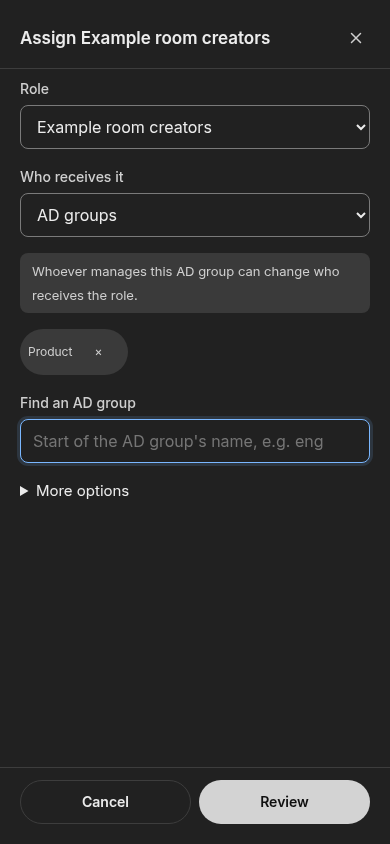 Assign Example room creators
Role
Example room creators
Who receives it
AD groups
Whoever manages this AD group can change who
receives the role.
Product ×
Find an AD group
Start of the AD group's name, e.g. eng
More options
Cancel
Review